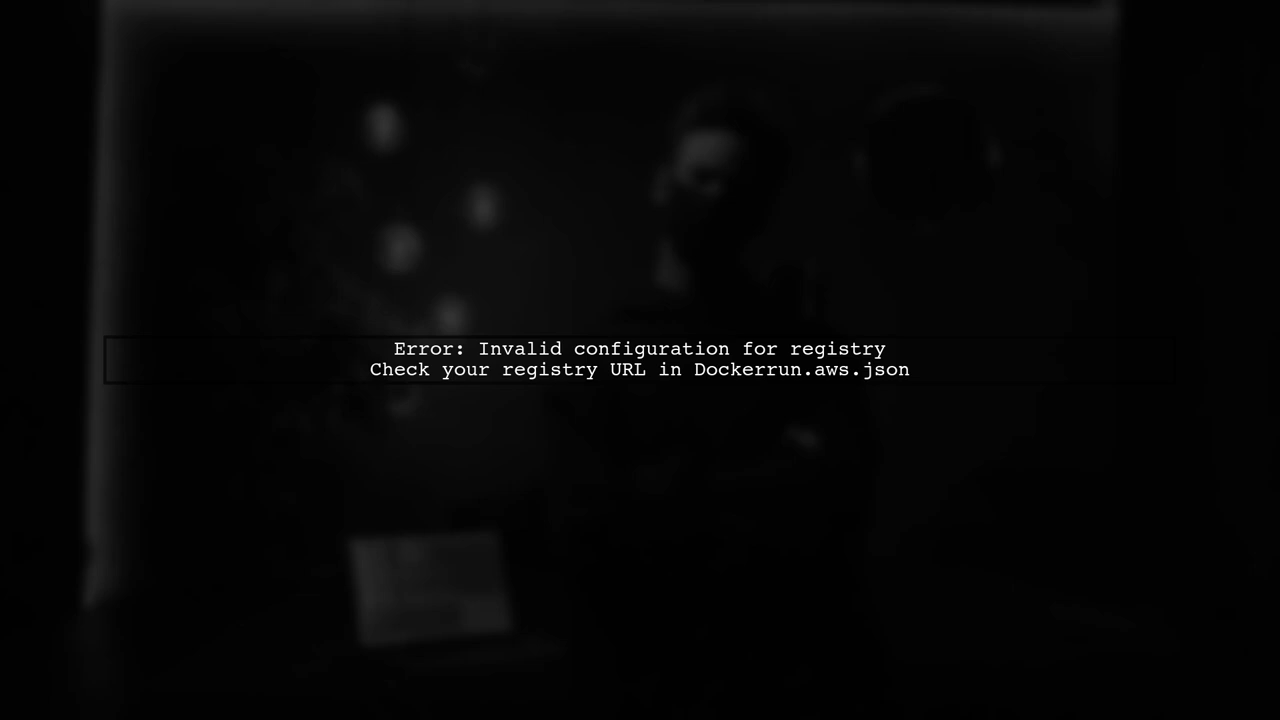 Error: Invalid configuration for registry
Check your registry URL in Dockerrun.aws.json